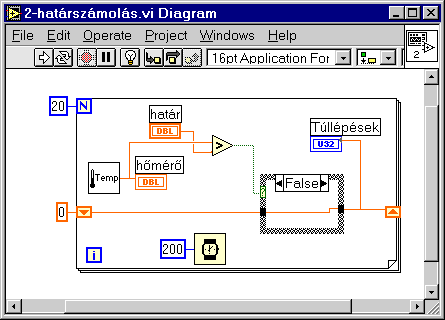 2-határszámolás.vi Diagram
File Edit Operate Project Windows Help
16pt Application For
2
20 N
határ
DBL
>
Túllépések
U32
Temp
hőmérő
DBL
False
?
0
i
200